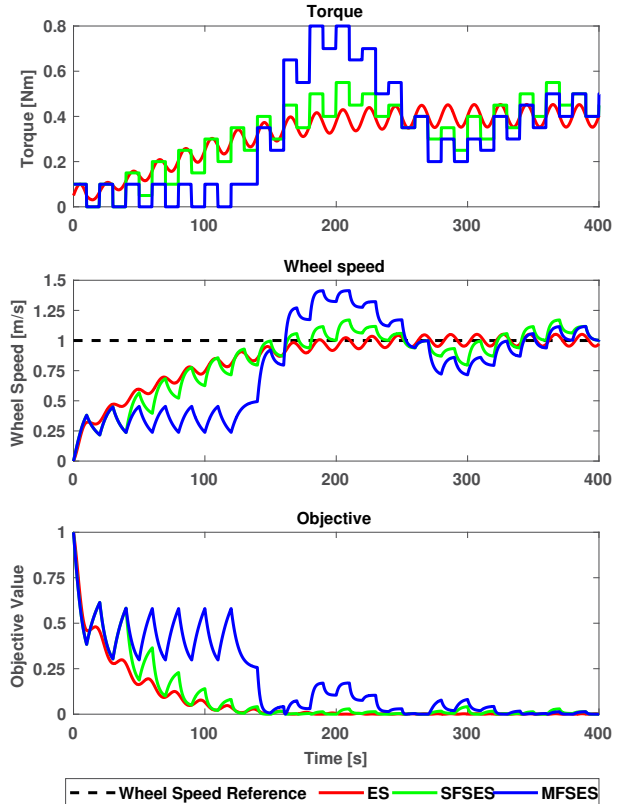 Torque
0.8
0.6
0.4
0.2
0
Torque [Nm]
0 100 200 300 400
Wheel speed
1.5
1.25
1
0.75
0.5
0.25
0
Wheel Speed [m/s]
0 100 200 300 400
Objective
1
0.75
0.5
0.25
0
Objective Value
0 100 200 300 400
Time [s]
Wheel Speed Reference ES SFSES MFSES